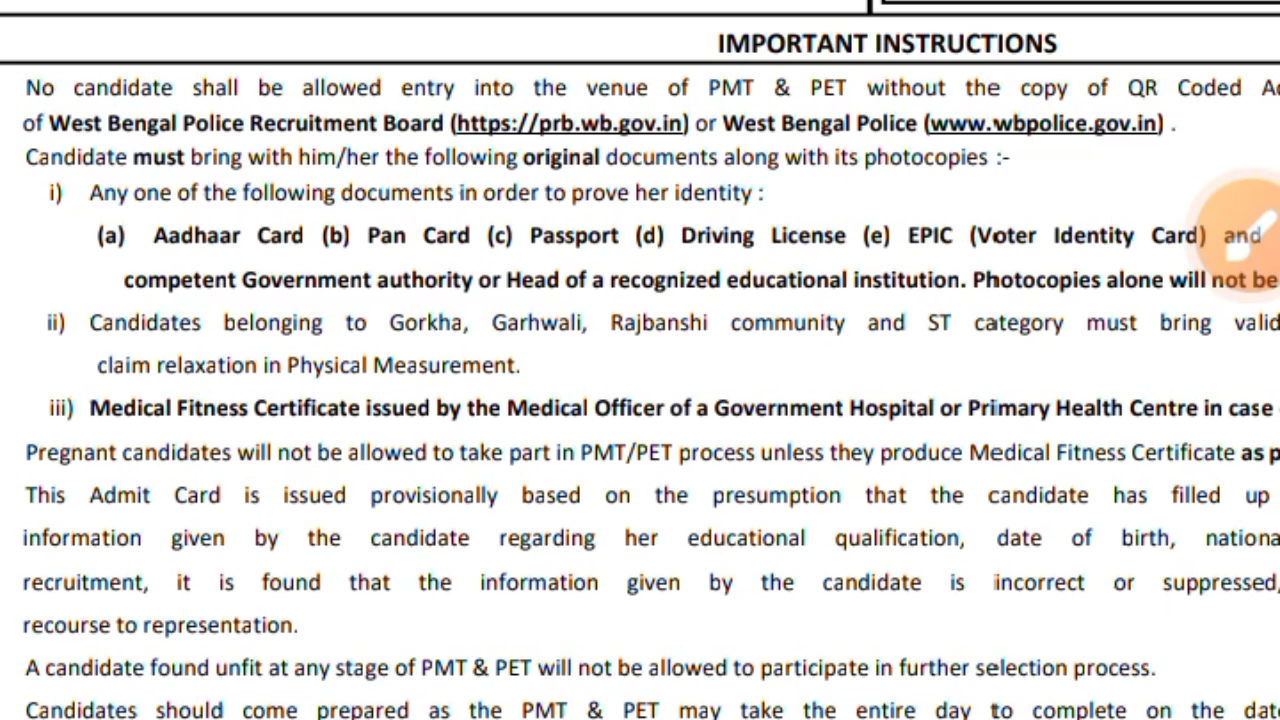 IMPORTANT INSTRUCTIONS
No candidate shall be allowed entry into the venue of PMT & PET without the copy of QR Coded
of West Bengal Police Recruitment Board (https://prb.wb.gov.in) or West Bengal Police (www.wbpolice.gov.in) .
Candidate must bring with him/her the following original documents along with its photocopies :-
i) Any one of the following documents in order to prove her identity :
(a) Aadhaar Card (b) Pan Card (c) Passport (d) Driving License (e) EPIC (Voter Identity Card) and
competent Government authority or Head of a recognized educational institution. Photocopies alone will not be
ii) Candidates belonging to Gorkha, Garhwali, Rajbanshi community and ST category must bring valid
claim relaxation in Physical Measurement.
iii) Medical Fitness Certificate issued by the Medical Officer of a Government Hospital or Primary Health Centre in case
Pregnant candidates will not be allowed to take part in PMT/PET process unless they produce Medical Fitness Certificate as
This Admit Card is issued provisionally based on the presumption that the candidate has filled up
information given by the candidate regarding her educational qualification, date of birth,
recruitment, it is found that the information given by the candidate is incorrect or suppressed,
recourse to representation.
A candidate found unfit at any stage of PMT & PET will not be allowed to participate in further selection process.
Candidates should come prepared as the PMT & PET may take the entire day to complete on the